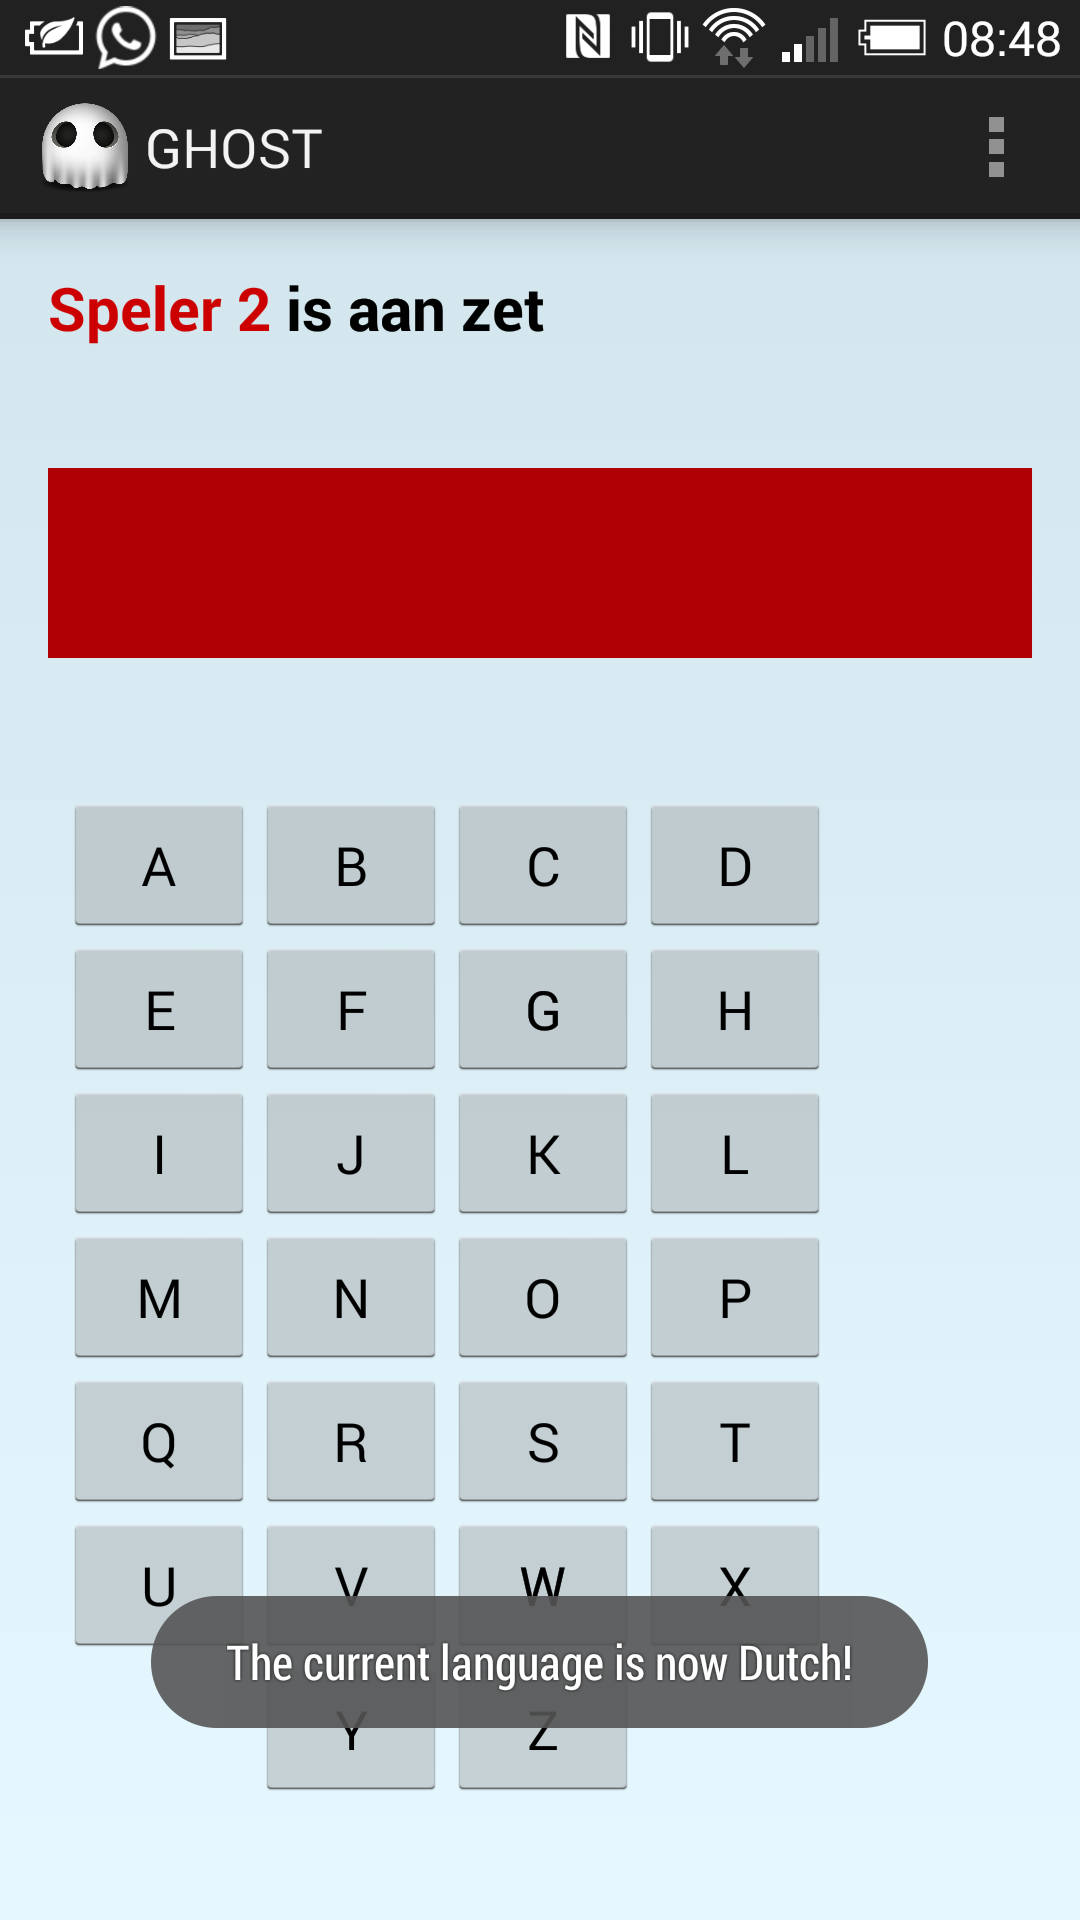 08:48
GHOST
Speler 2 is aan zet
A B C D
E F G H
I J K L
M N O P
Q R S T
U V W X
The current language is now Dutch!
Y Z